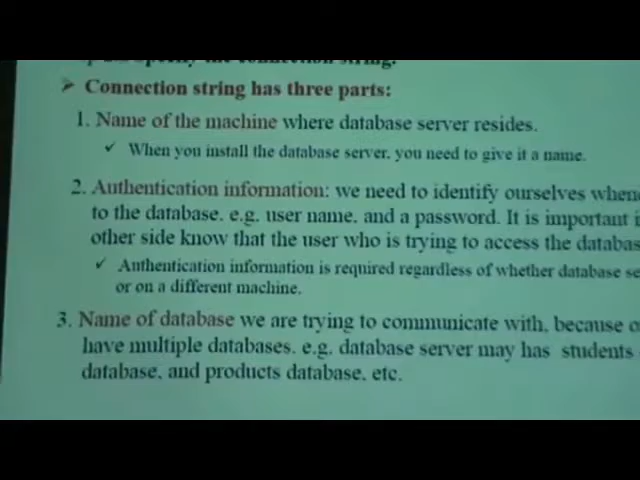 specify the connection string.
➤ Connection string has three parts:
1. Name of the machine where database server resides.
✓ When you install the database server, you need to give it a name.
2. Authentication information: we need to identify ourselves
to the database, e.g. user name, and a password. It is important
other side know that the user who is trying to access the
✓ Authentication information is required regardless of whether database
or on a different machine.
3. Name of database we are trying to communicate with, because
have multiple databases. e.g. database server may has students
database, and products database, etc.